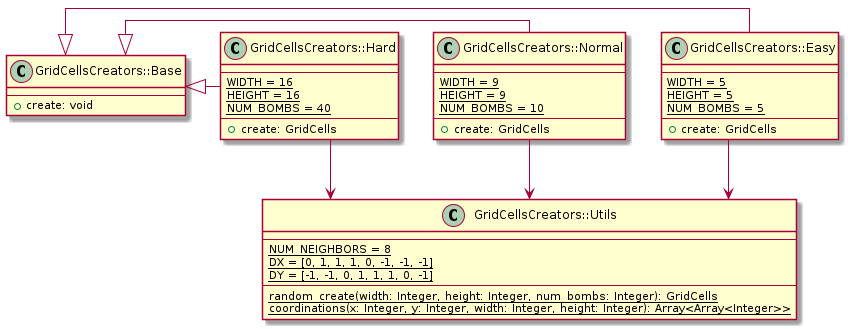 C GridCellsCreators::Base
+ create: void
C GridCellsCreators::Hard
WIDTH = 16
HEIGHT = 16
NUM_BOMBS = 40
create: GridCells
C GridCellsCreators::Normal
WIDTH = 9
HEIGHT = 9
NUM_BOMBS = 10
create: GridCells
C GridCellsCreators::Easy
WIDTH = 5
HEIGHT = 5
NUM_BOMBS = 5
create: GridCells
C GridCellsCreators::Utils
NUM_NEIGHBORS = 8
DX = [0, 1, 1, 1, 0, -1, -1, -1]
DY = [-1, -1, 0, 1, 1, 1, 0, -1]
random_create(width: Integer, height: Integer, num_bombs: Integer): GridCells
coordinations(x: Integer, y: Integer, width: Integer, height: Integer): Array<Array<Integer>>